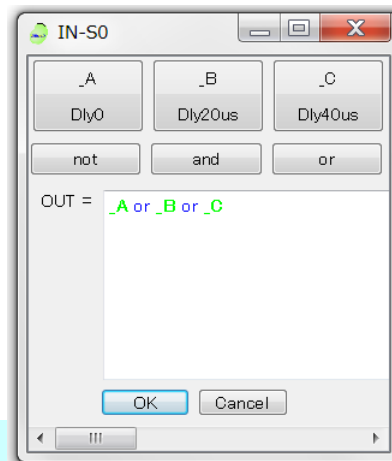 IN-S0
_A _B _C
Dly0 Dly20us Dly40us
not and or
OUT = _A or _B or _C
OK Cancel